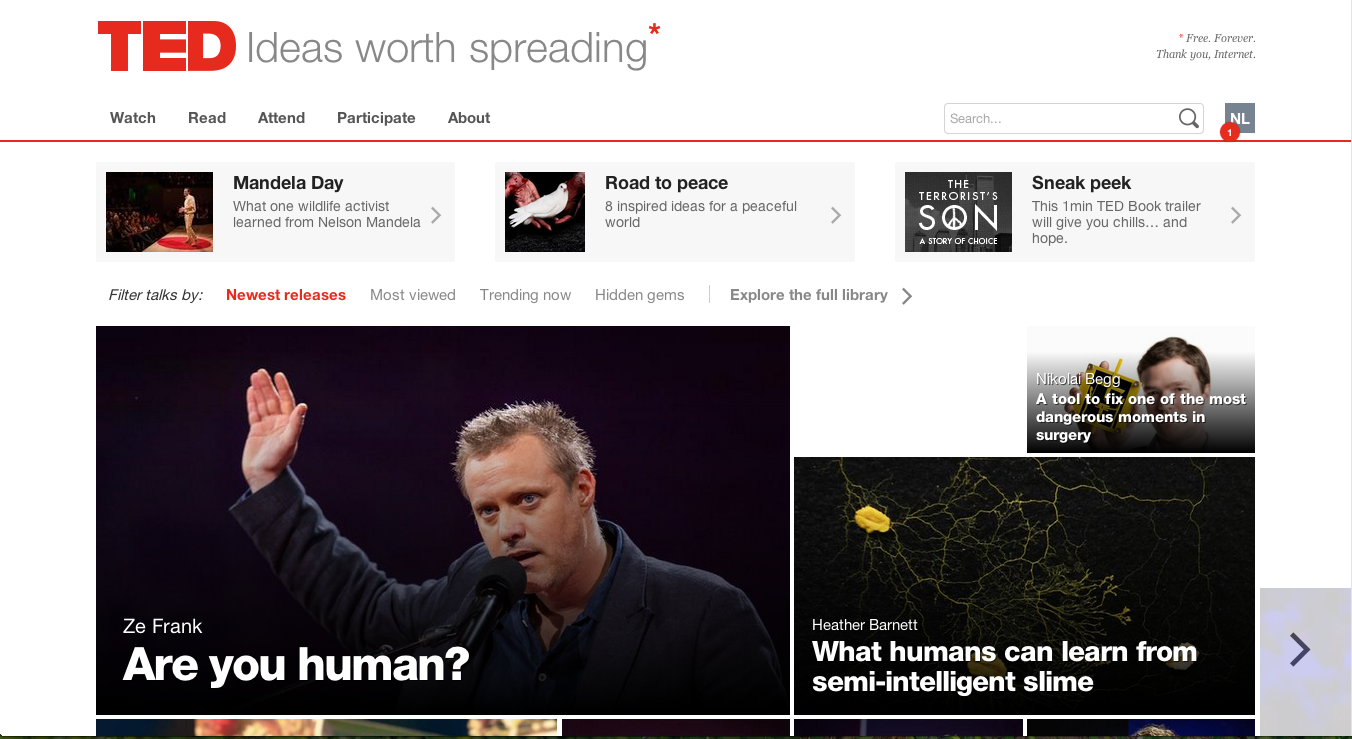 TED Ideas worth spreading*
* Free. Forever.
Thank you, Internet.
Watch Read Attend Participate About
Search...
NL
1
Mandela Day
What one wildlife activist
learned from Nelson Mandela
Road to peace
8 inspired ideas for a peaceful
world
THE
TERRORIST'S
SON
A STORY OF CHOICE
Sneak peek
This 1min TED Book trailer
will give you chills... and
hope.
Filter talks by: Newest releases Most viewed Trending now Hidden gems Explore the full library
Nikolai Begg
A tool to fix one of the most
dangerous moments in
surgery
Ze Frank
Are you human?
Heather Barnett
What humans can learn from
semi-intelligent slime